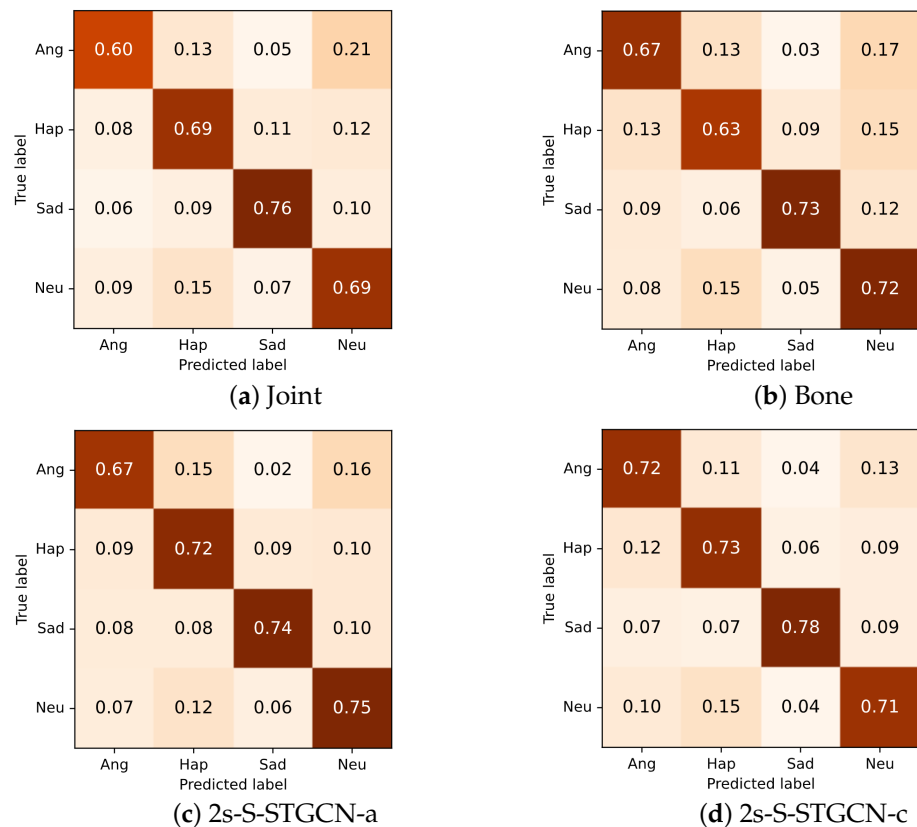 Ang 0.60 0.13 0.05 0.21
Hap 0.08 0.69 0.11 0.12
Sad 0.06 0.09 0.76 0.10
Neu 0.09 0.15 0.07 0.69
True label
Ang Hap Sad Neu
Predicted label
(a) Joint
Ang 0.67 0.13 0.03 0.17
Hap 0.13 0.63 0.09 0.15
Sad 0.09 0.06 0.73 0.12
Neu 0.08 0.15 0.05 0.72
True label
Ang Hap Sad Neu
Predicted label
(b) Bone
Ang 0.67 0.15 0.02 0.16
Hap 0.09 0.72 0.09 0.10
Sad 0.08 0.08 0.74 0.10
Neu 0.07 0.12 0.06 0.75
True label
Ang Hap Sad Neu
Predicted label
(c) 2s-S-STGCN-a
Ang 0.72 0.11 0.04 0.13
Hap 0.12 0.73 0.06 0.09
Sad 0.07 0.07 0.78 0.09
Neu 0.10 0.15 0.04 0.71
True label
Ang Hap Sad Neu
Predicted label
(d) 2s-S-STGCN-c